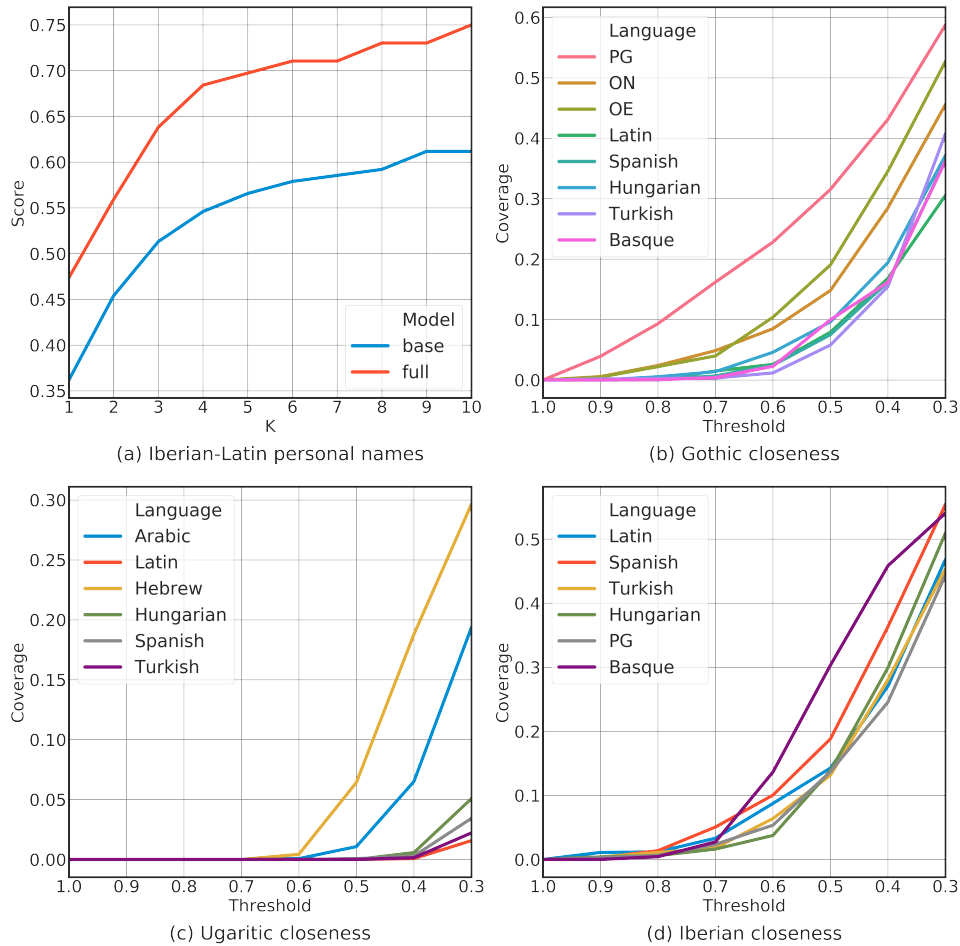 0.75
0.70
0.65
0.60
0.55
0.50
0.45
0.40
0.35
Score
1 2 3 4 5 6 7 8 9 10
K
Model
base
full
(a) Iberian-Latin personal names
0.6
0.5
0.4
0.3
0.2
0.1
0.0
Coverage
Language
PG
ON
OE
Latin
Spanish
Hungarian
Turkish
Basque
1.0 0.9 0.8 0.7 0.6 0.5 0.4 0.3
Threshold
(b) Gothic closeness
0.30
0.25
0.20
0.15
0.10
0.05
0.00
Coverage
Language
Arabic
Latin
Hebrew
Hungarian
Spanish
Turkish
1.0 0.9 0.8 0.7 0.6 0.5 0.4 0.3
Threshold
(c) Ugaritic closeness
0.5
0.4
0.3
0.2
0.1
0.0
Coverage
Language
Latin
Spanish
Turkish
Hungarian
PG
Basque
1.0 0.9 0.8 0.7 0.6 0.5 0.4 0.3
Threshold
(d) Iberian closeness